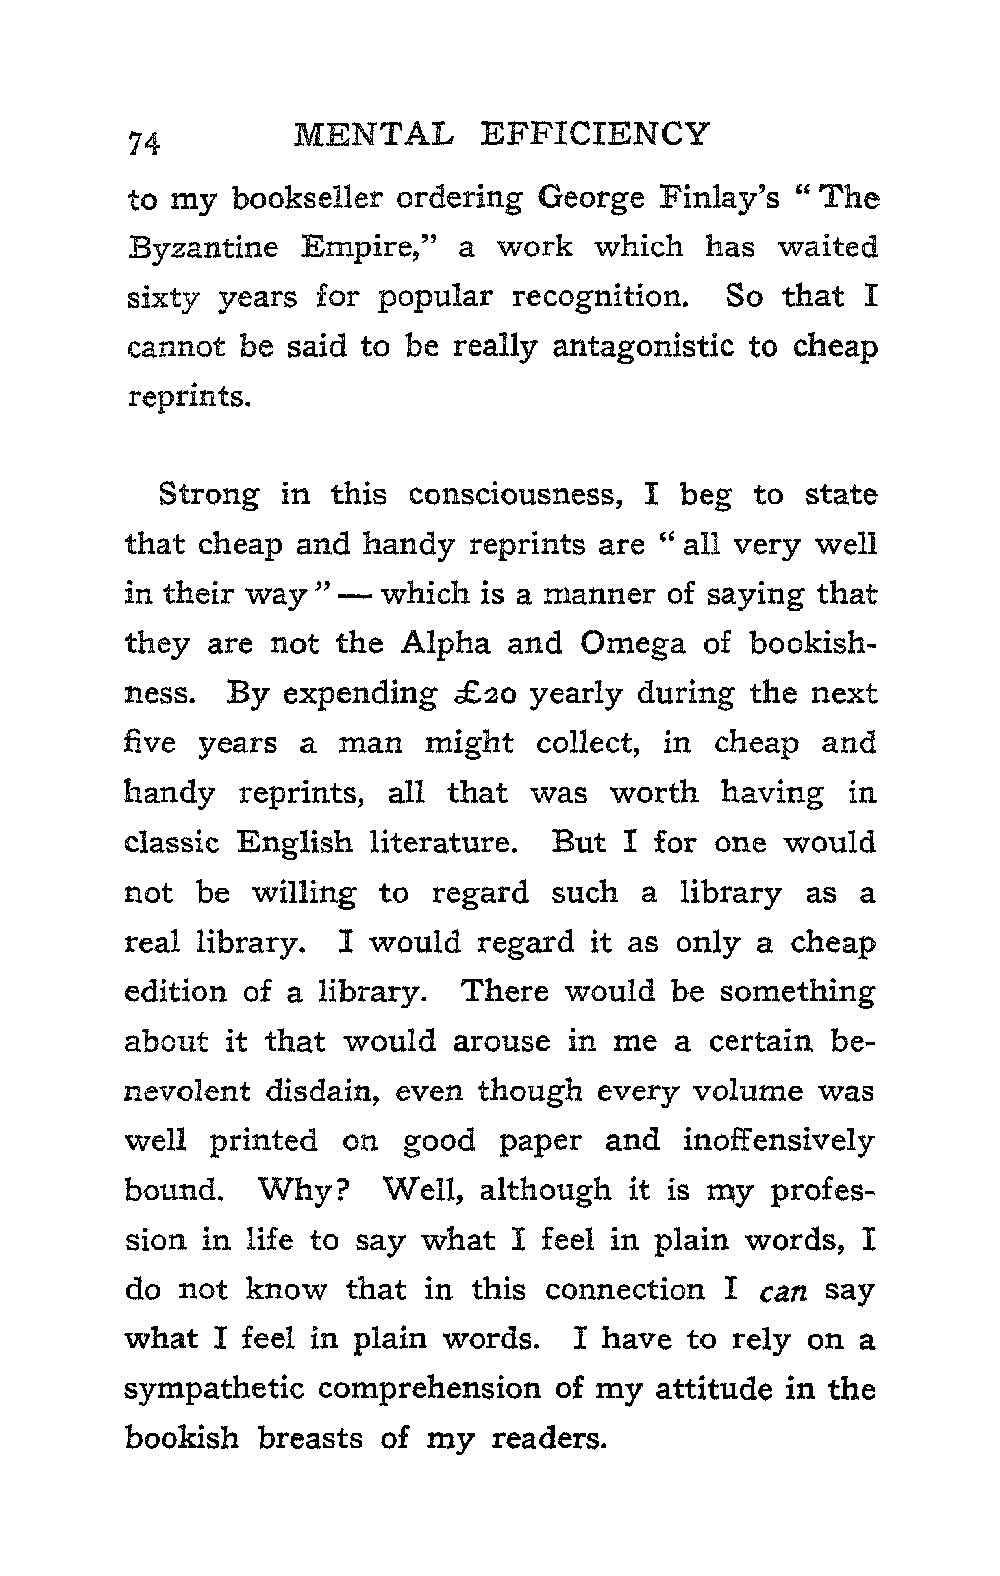 74 MENTAL EFFICIENCY
to my bookseller ordering George Finlay's “The
Byzantine Empire,” a work which has waited
sixty years for popular recognition. So that I
cannot be said to be really antagonistic to cheap
reprints.
Strong in this consciousness, I beg to state
that cheap and handy reprints are “all very well
in their way”—which is a manner of saying that
they are not the Alpha and Omega of bookish-
ness. By expending £20 yearly during the next
five years a man might collect, in cheap and
handy reprints, all that was worth having in
classic English literature. But I for one would
not be willing to regard such a library as a
real library. I would regard it as only a cheap
edition of a library. There would be something
about it that would arouse in me a certain be-
nevolent disdain, even though every volume was
well printed on good paper and inoffensively
bound. Why? Well, although it is my profes-
sion in life to say what I feel in plain words, I
do not know that in this connection I can say
what I feel in plain words. I have to rely on a
sympathetic comprehension of my attitude in the
bookish breasts of my readers.